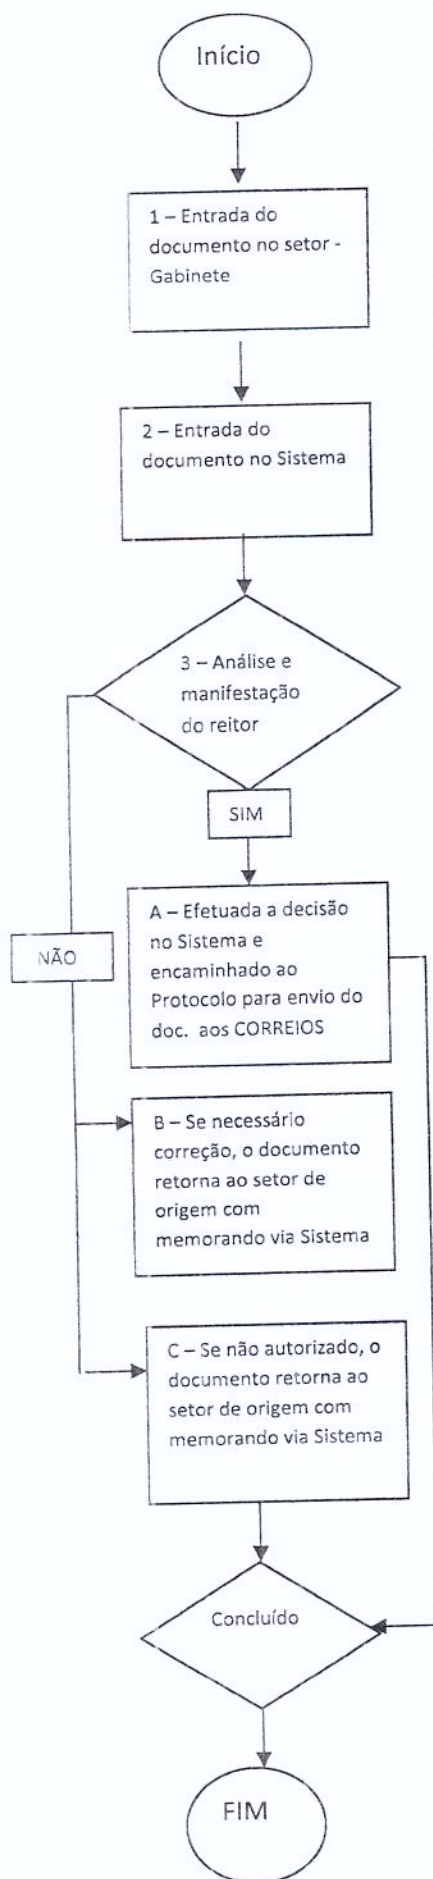 Início
1 – Entrada do
documento no setor -
Gabinete
2 – Entrada do
documento no Sistema
3 – Análise e
manifestação
do reitor
SIM
A – Efetuada a decisão
no Sistema e
encaminhado ao
Protocolo para envio do
doc. aos CORREIOS
NÃO
B – Se necessário
correção, o documento
retorna ao setor de
origem com
memorando via Sistema
C – Se não autorizado, o
documento retorna ao
setor de origem com
memorando via Sistema
Concluído
FIM